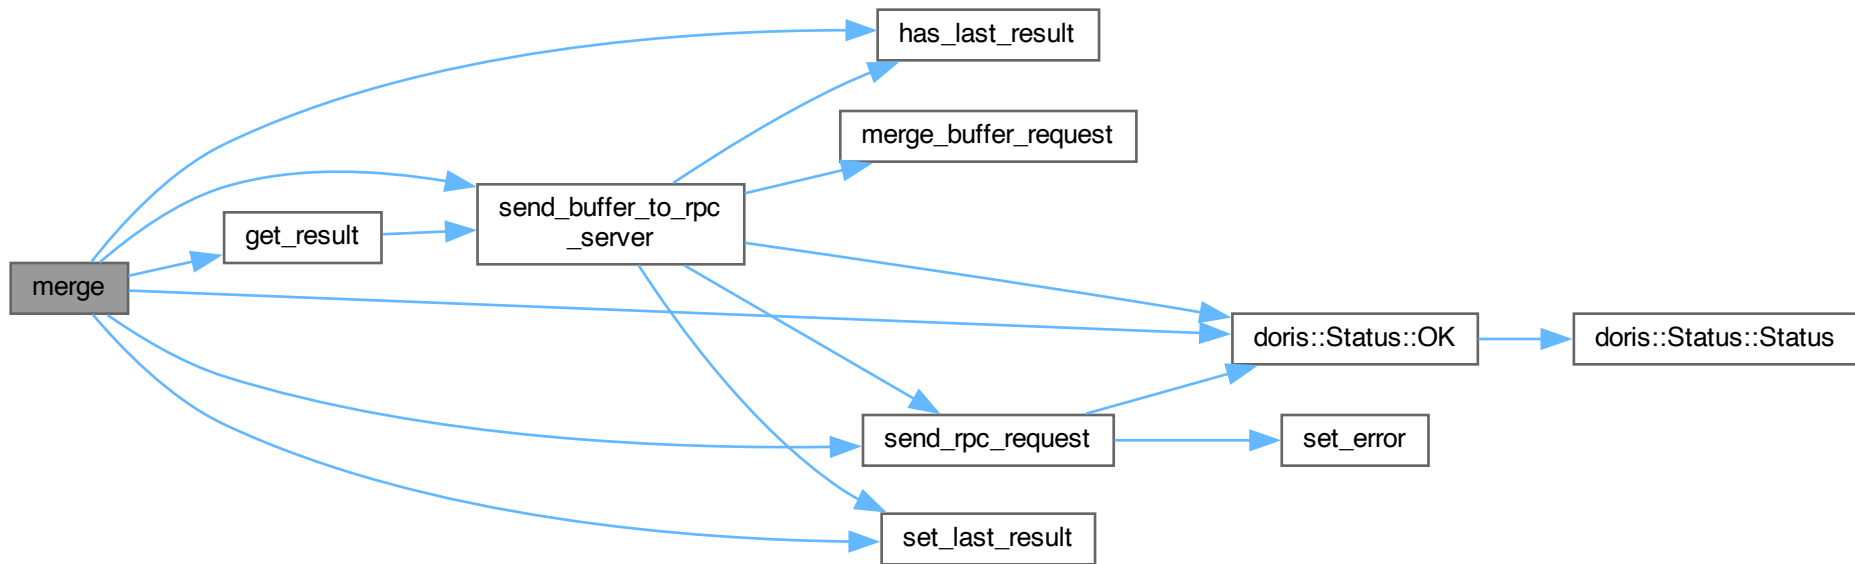 has_last_result
merge_buffer_request
send_buffer_to_rpc
_server
get_result
merge
doris::Status::OK
doris::Status::Status
send_rpc_request
set_error
set_last_result